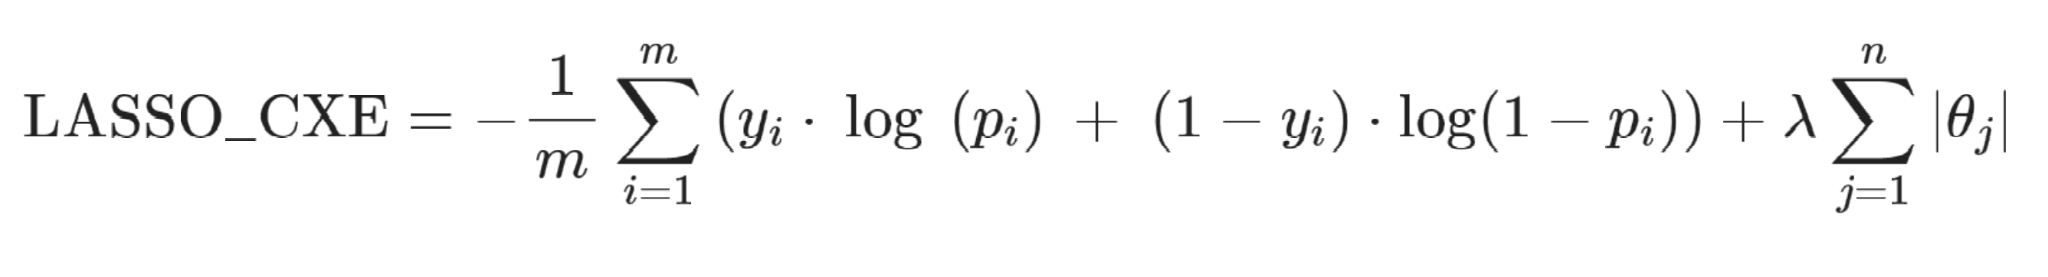 LASSO_CXE = -\frac{1}{m} \sum_{i=1}^{m} (y_i \cdot \log (p_i) + (1 - y_i) \cdot \log(1 - p_i)) + \lambda \sum_{j=1}^{n} |\theta_j|